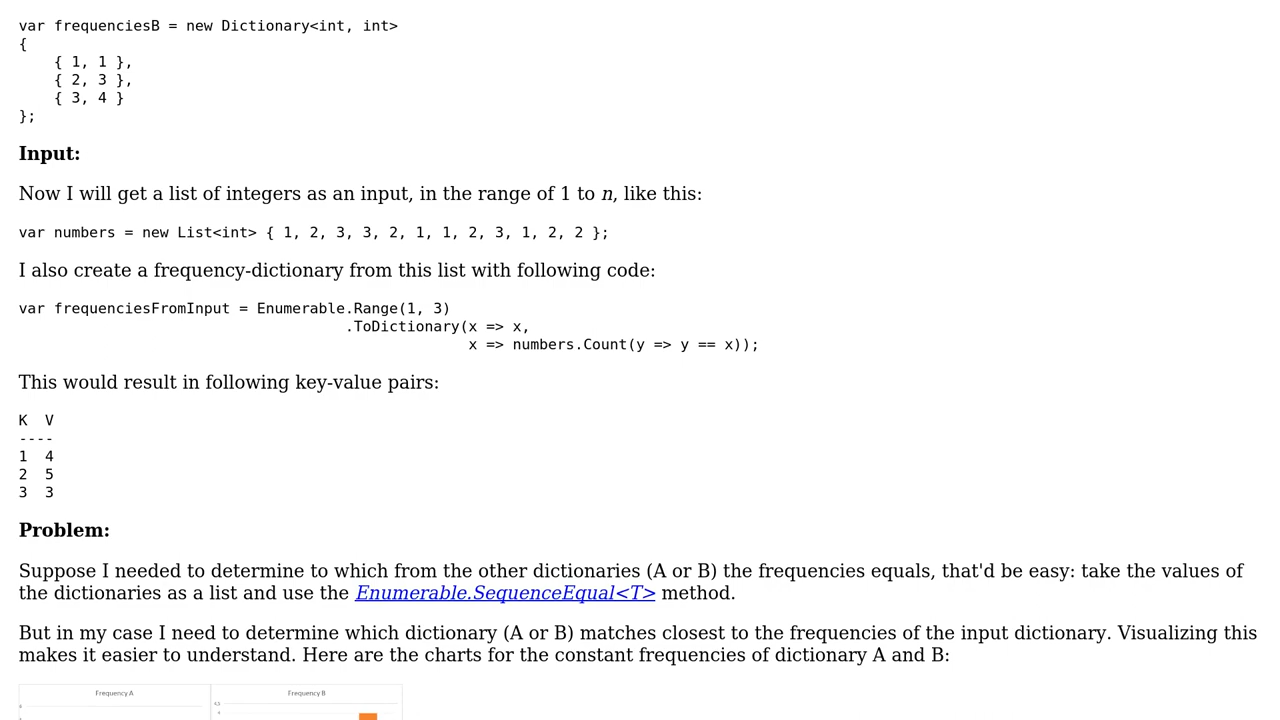 var frequenciesB = new Dictionary<int, int>
{
    { 1, 1 },
    { 2, 3 },
    { 3, 4 }
};
Input:
Now I will get a list of integers as an input, in the range of 1 to n, like this:
var numbers = new List<int> { 1, 2, 3, 3, 2, 1, 1, 2, 3, 1, 2, 2 };
I also create a frequency-dictionary from this list with following code:
var frequenciesFromInput = Enumerable.Range(1, 3)
                                     .ToDictionary(x => x,
                                                   x => numbers.Count(y => y == x));
This would result in following key-value pairs:
K  V
----
1  4
2  5
3  3
Problem:
Suppose I needed to determine to which from the other dictionaries (A or B) the frequencies equals, that'd be easy: take the values of
the dictionaries as a list and use the Enumerable.SequenceEqual<T> method.
But in my case I need to determine which dictionary (A or B) matches closest to the frequencies of the input dictionary. Visualizing this
makes it easier to understand. Here are the charts for the constant frequencies of dictionary A and B:
Frequency A
Frequency B
4,5
4